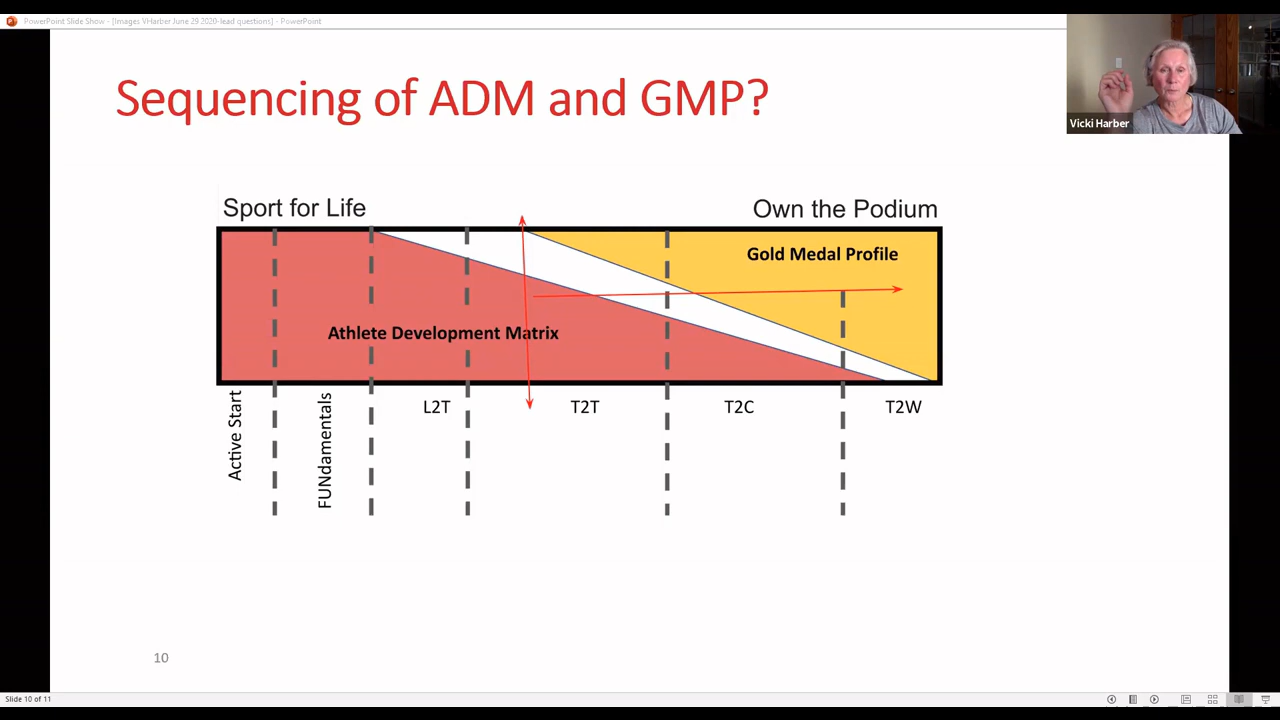 PowerPoint Slide Show - [Images VHarber June 29 2020-lead questions] - PowerPoint
Sequencing of ADM and GMP?
Vicki Harber
Sport for Life
Own the Podium
Gold Medal Profile
Athlete Development Matrix
Active Start
FUNdamentals
L2T
T2T
T2C
T2W
10
Slide 10 of 11